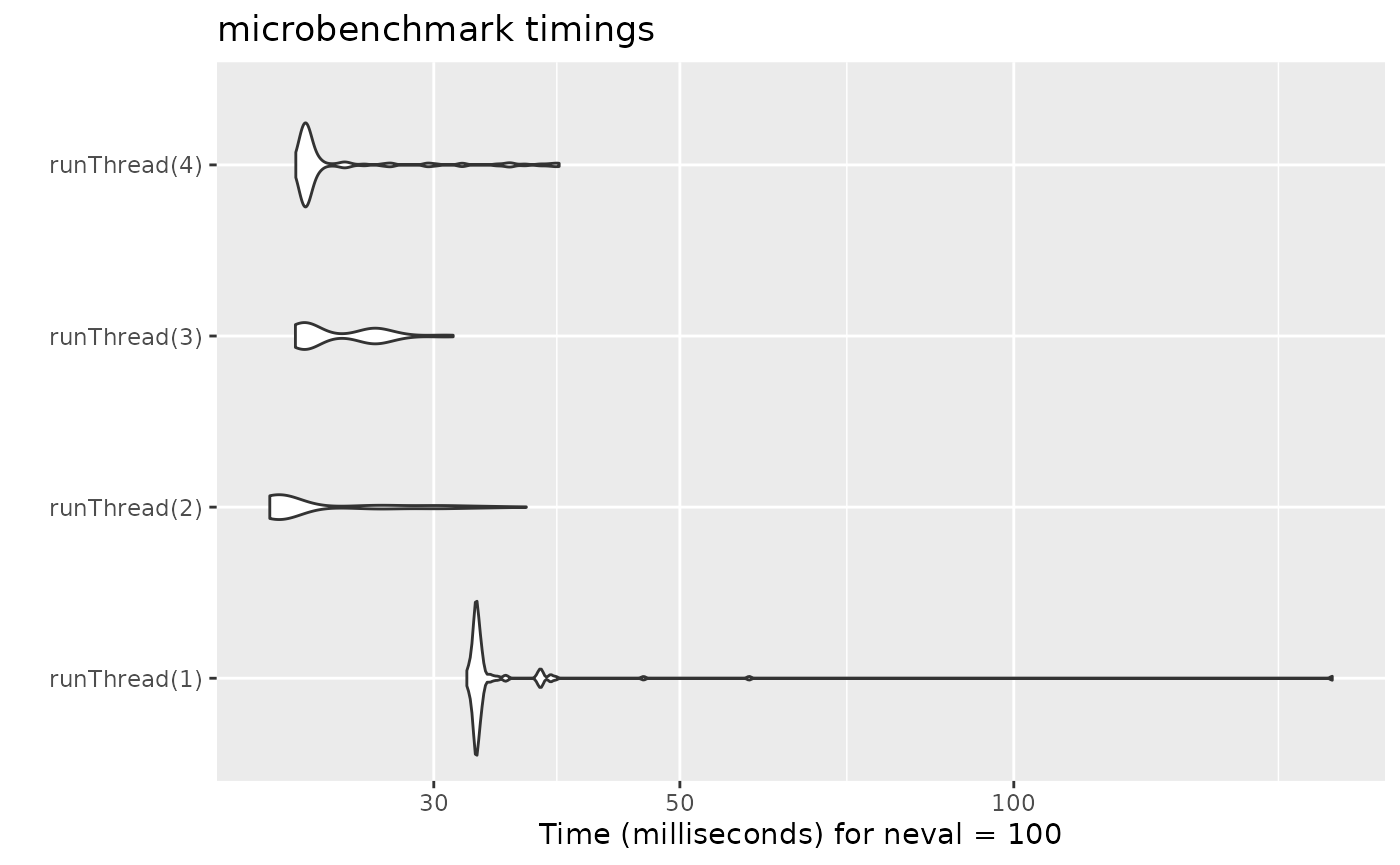 microbenchmark timings
runThread(4)
runThread(3)
runThread(2)
runThread(1)
30 50 100
Time (milliseconds) for neval = 100